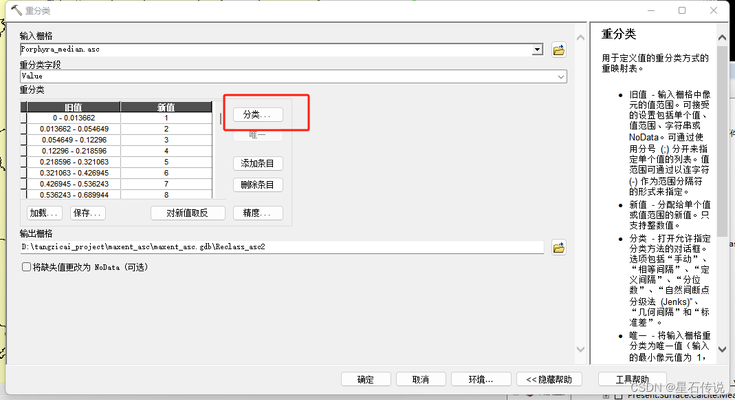 重分类
输入栅格
Porphyra_median.asc
重分类字段
Value
重分类
旧值 新值
0 - 0.013662 1
0.013662 - 0.054649 2
0.054649 - 0.12296 3
0.12296 - 0.218596 4
0.218596 - 0.321063 5
0.321063 - 0.426945 6
0.426945 - 0.536243 7
0.536243 - 0.689944 8
分类...
唯一
添加条目
删除条目
加载... 保存... 对新值取反 精度...
输出栅格
D:\tangzicai_project\maxent_asc\maxent_asc.gdb\Reclass_asc2
将缺失值更改为 NoData (可选)
确定 取消 环境... << 隐藏帮助 工具帮助
重分类
用于定义值的重分类方式的
重映射表。
• 旧值 - 输入栅格中像
元的值范围。可接受
的设置包括单个值、
值范围、字符串或
NoData。可通过使
用分号 (;) 分开来指
定单个值的列表。值
范围可通过以连字符
(-) 作为范围分隔符
的形式来指定。
• 新值 - 分配给单个值
或值范围的新值。只
支持整数值。
• 分类 - 打开允许指定
分类方法的对话框。
选项包括“手动”、
“相等间隔”、“定
义间隔”、“分位
数”、“自然间断点
分级法 (Jenks)”、
“几何间隔”和“标
准差”。
• 唯一 - 将输入栅格重
分类为唯一值（输入
的最小像元值为 1，
CSDN @星石传说
Present.Surface.Calcite.Mea